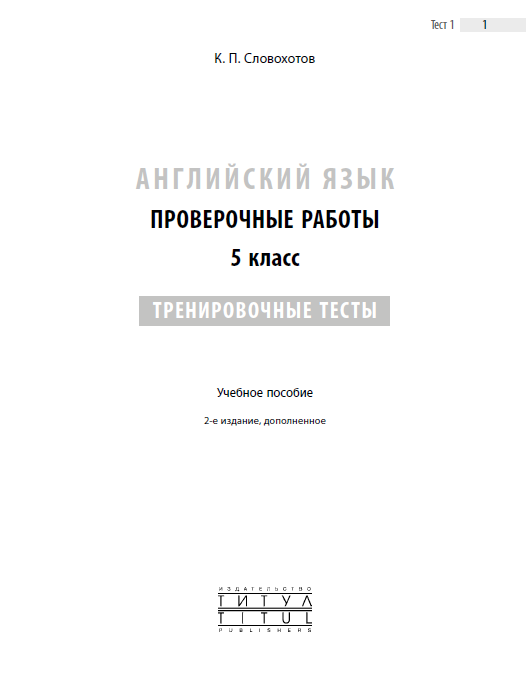 Тест 1 1
К. П. Словохотов
АНГЛИЙСКИЙ ЯЗЫК
ПРОВЕРОЧНЫЕ РАБОТЫ
5 класс
ТРЕНИРОВОЧНЫЕ ТЕСТЫ
Учебное пособие
2-е издание, дополненное
ИЗДАТЕЛЬСТВО
ТИТУЛ
TITUL
PUBLISHERS